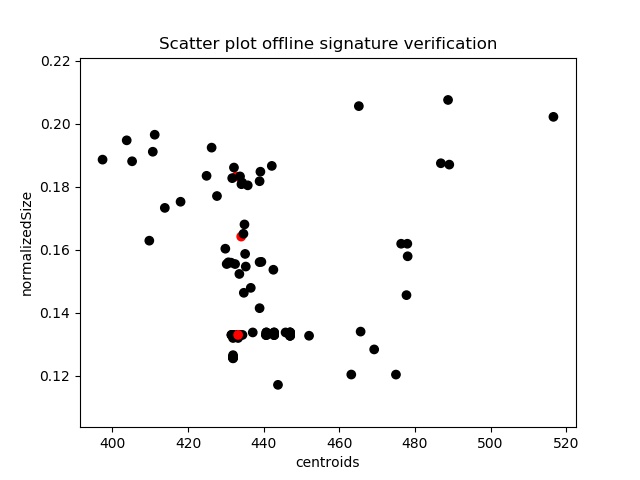 Scatter plot offline signature verification
0.22
0.20
0.18
0.16
0.14
0.12
normalizedSize
400 420 440 460 480 500 520
centroids